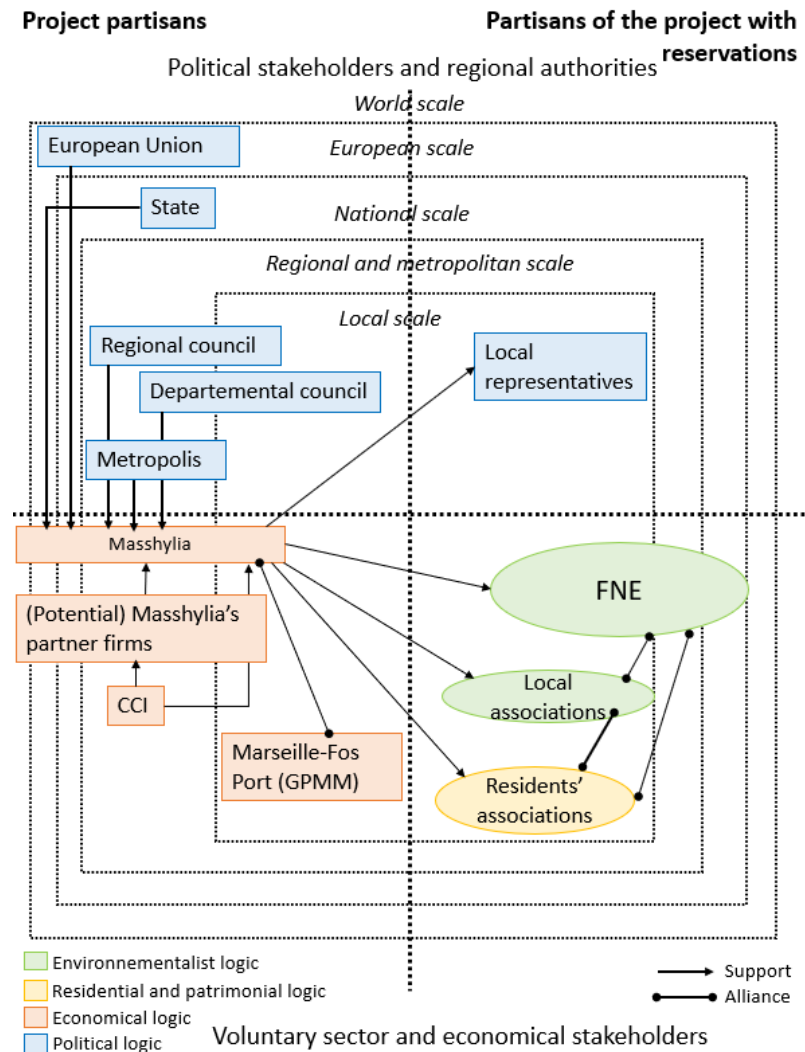 Project partisans
Partisans of the project with
reservations
Political stakeholders and regional authorities
World scale
European Union
European scale
State
National scale
Regional and metropolitan scale
Local scale
Regional council
Local
representatives
Departemental council
Metropolis
Masshylia
FNE
(Potential) Masshylia's
partner firms
CCI
Local
associations
Marseille-Fos
Port (GPMM)
Residents'
associations
Environnementalist logic
Residential and patrimonial logic
Economical logic
Political logic
Support
Alliance
Voluntary sector and economical stakeholders